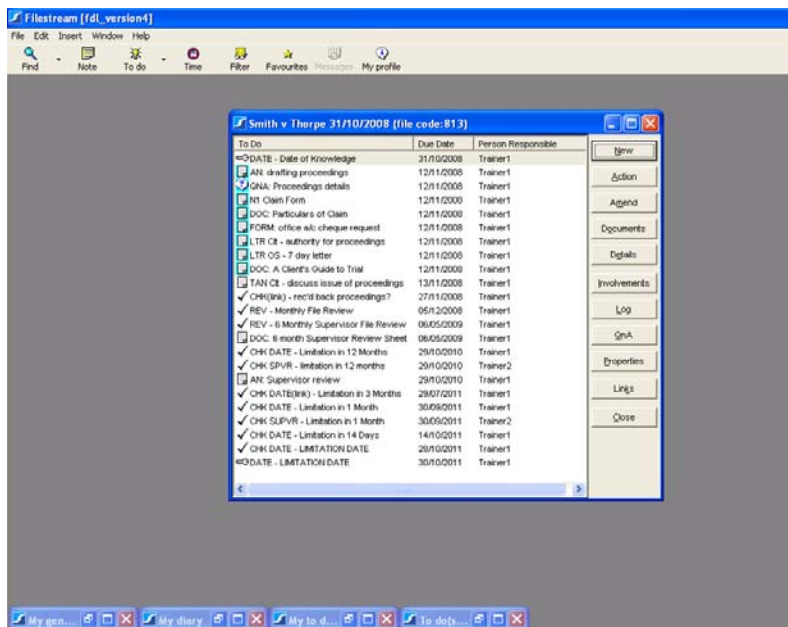 Filestream [fdl_version4]
File Edit Insert Window Help
Find Note To do Time Filter Favourites Messages My profile
Smith v Thorpe 31/10/2008 (file code:813)
To Do Due Date Person Responsible
DATE - Date of Knowledge 31/10/2008 Trainer1
AN: drafting proceedings 12/11/2008 Trainer1
QNA: Proceedings details 12/11/2008 Trainer1
N1 Claim Form 12/11/2008 Trainer1
DOC: Particulars of Claim 12/11/2008 Trainer1
FORM: office a/c cheque request 12/11/2008 Trainer1
LTR Clt - authority for proceedings 12/11/2008 Trainer1
LTR OS - 7 day letter 12/11/2008 Trainer1
DOC: A Client's Guide to Trial 12/11/2008 Trainer1
TAN Clt - discuss issue of proceedings 13/11/2008 Trainer1
CHK(link) - rec'd back proceedings? 27/11/2008 Trainer1
REV - Monthly File Review 05/12/2008 Trainer1
REV - 6 Monthly Supervisor File Review 06/05/2009 Trainer1
DOC: 6 month Supervisor Review Sheet 06/05/2009 Trainer1
CHK DATE - Limitation in 12 Months 29/10/2010 Trainer1
CHK SPVR - limitation in 12 months 29/10/2010 Trainer2
AN: Supervisor review 29/10/2010 Trainer1
CHK DATE(link) - Limitation in 3 Months 29/07/2011 Trainer1
CHK DATE - Limitation in 1 Month 30/09/2011 Trainer1
CHK SUPVR - Limitation in 1 Month 30/09/2011 Trainer2
CHK DATE - Limitation in 14 Days 14/10/2011 Trainer1
CHK DATE - LIMITATION DATE 28/10/2011 Trainer1
DATE - LIMITATION DATE 30/10/2011 Trainer1
New
Action
Amend
Documents
Details
Involvements
Log
QnA
Properties
Links
Close
My gen... My diary My to d... To do(s...